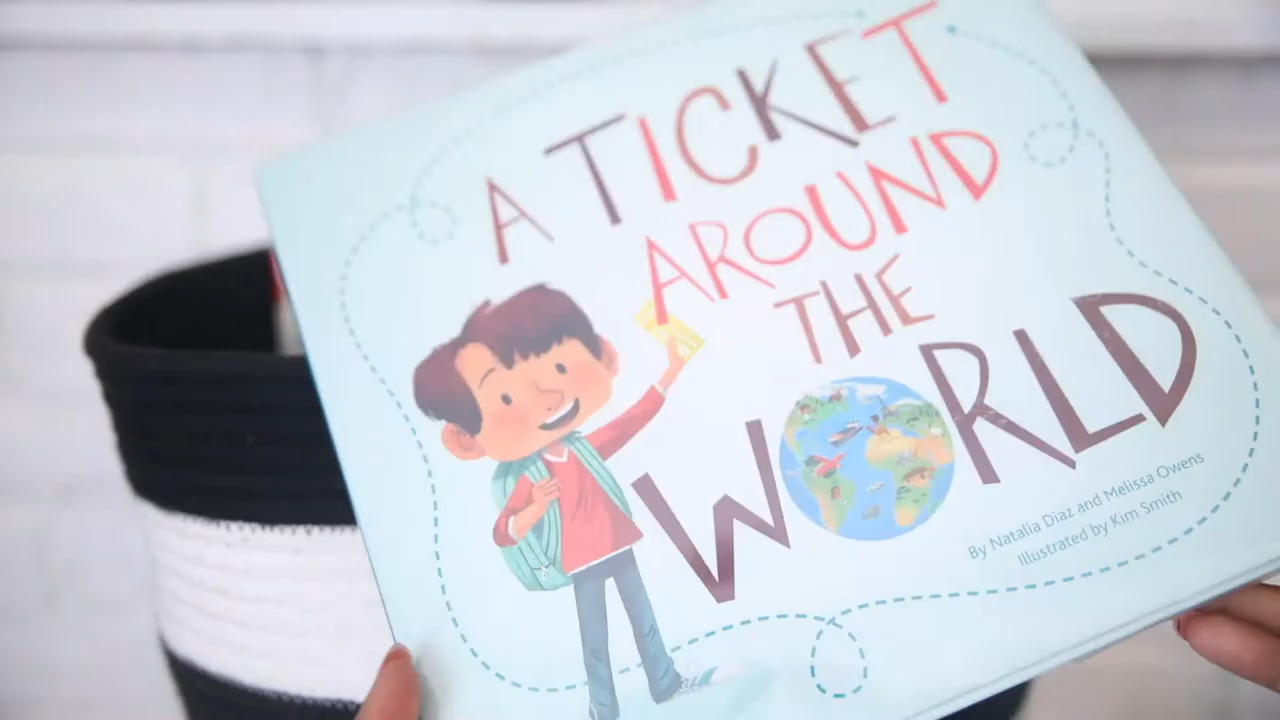 A TICKET
AROUND
THE
WORLD
By Natalia Diaz and Melissa Owens
Illustrated by Kim Smith